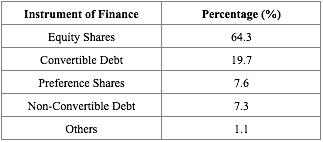 Instrument of Finance Percentage (%)
Equity Shares 64.3
Convertible Debt 19.7
Preference Shares 7.6
Non-Convertible Debt 7.3
Others 1.1